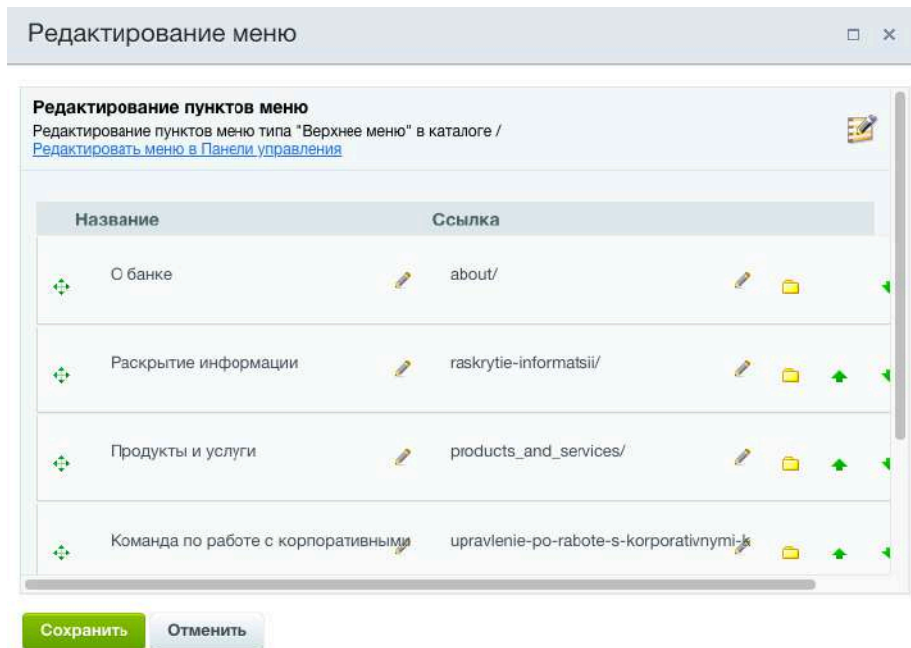 Редактирование меню
Редактирование пунктов меню
Редактирование пунктов меню типа "Верхнее меню" в каталоге /
Редактировать меню в Панели управления
Название Ссылка
О банке about/
Раскрытие информации raskrytie-informatsii/
Продукты и услуги products_and_services/
Команда по работе с корпоративными upravlenie-po-rabote-s-korporativnymi-k
Сохранить Отменить